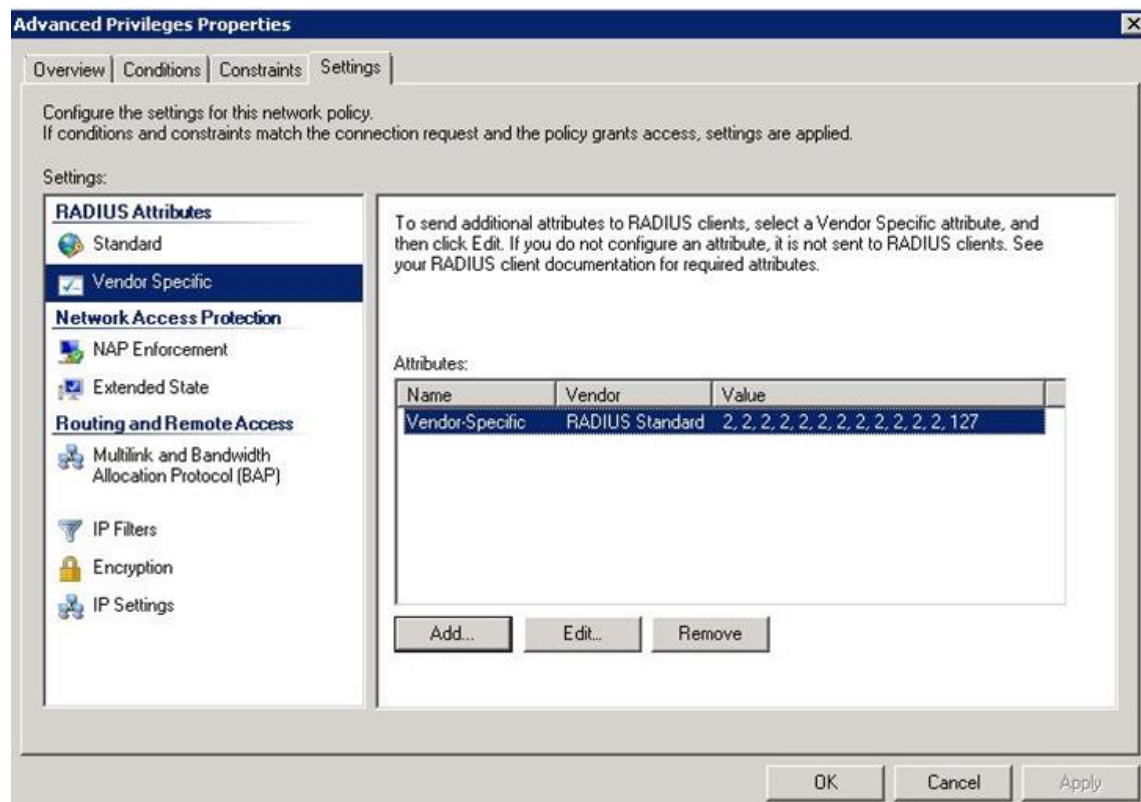 Advanced Privileges Properties
Overview
Conditions
Constraints
Settings
Configure the settings for this network policy.
If conditions and constraints match the connection request and the policy grants access, settings are applied.
Settings:
RADIUS Attributes
Standard
Vendor Specific
Network Access Protection
NAP Enforcement
Extended State
Routing and Remote Access
Multilink and Bandwidth
Allocation Protocol (BAP)
IP Filters
Encryption
IP Settings
To send additional attributes to RADIUS clients, select a Vendor Specific attribute, and
then click Edit. If you do not configure an attribute, it is not sent to RADIUS clients. See
your RADIUS client documentation for required attributes.
Attributes:
Name Vendor Value
Vendor-Specific RADIUS Standard 2, 2, 2, 2, 2, 2, 2, 2, 2, 2, 2, 2, 127
Add... Edit... Remove
OK Cancel Apply